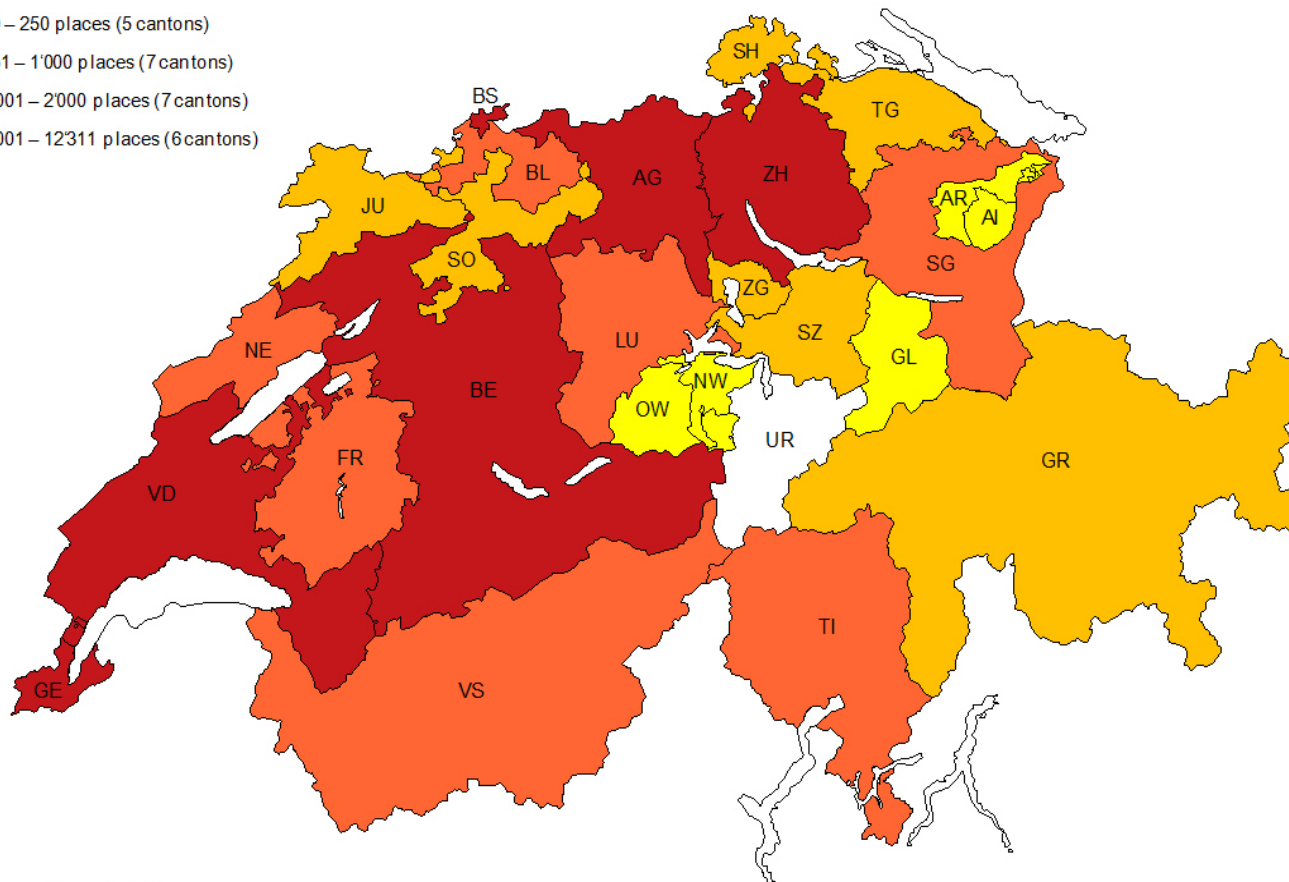 – 250 places (5 cantons)
1 – 1'000 places (7 cantons)
001 – 2'000 places (7 cantons)
001 – 12'311 places (6 cantons)
SH
BS
TG
BL
AG
ZH
JU
AR
AI
SO
SG
ZG
SZ
NE
LU
GL
BE
NW
OW
UR
FR
GR
VD
TI
GE
VS